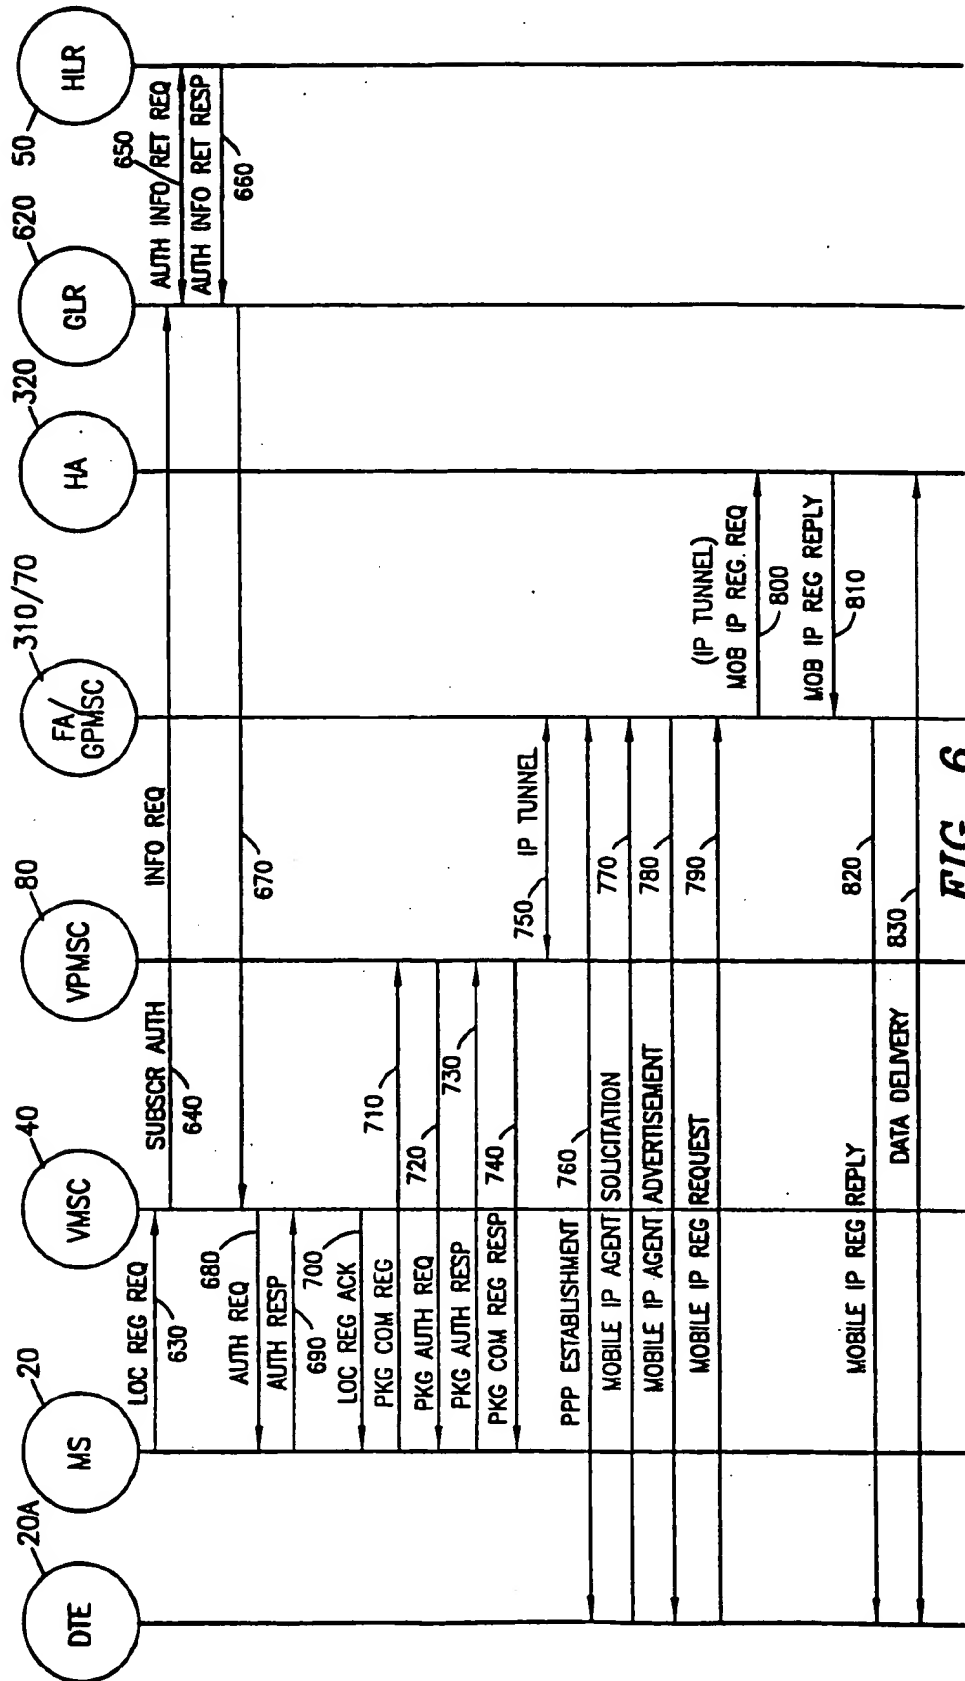 20A
DTE
20
MS
40
VMSC
80
VPMSC
310/70
FA/
GPMSC
320
HA
620
GLR
50
HLR
LOC REG REQ
630
SUBSCR AUTH
INFO REQ
640
AUTH INFO RET REQ
650
AUTH INFO RET RESP
660
670
680
AUTH REQ
AUTH RESP
690
700
LOC REG ACK
PKG COM REG
710
PKG AUTH REQ
720
PKG AUTH RESP
730
PKG COM REG RESP
740
750
IP TUNNEL
PPP ESTABLISHMENT
760
MOBILE IP AGENT SOLICITATION
770
MOBILE IP AGENT ADVERTISEMENT
780
MOBILE IP REG REQUEST
790
(IP TUNNEL)
MOB IP REG. REQ
800
MOB IP REG REPLY
810
MOBILE IP REG REPLY
820
DATA DELIVERY
830
FIG. 6